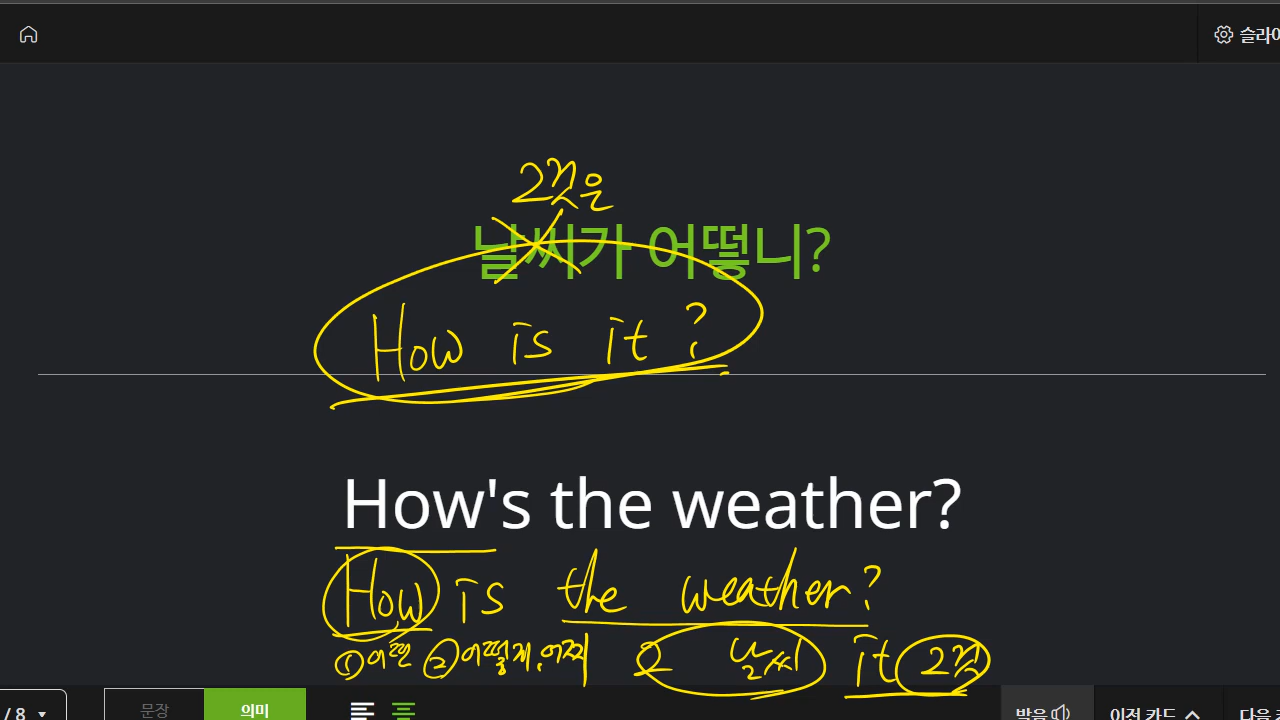 슬라이
2것은
날씨가 어떻니?
How is it ?
How's the weather?
How is the weather?
①어떤 ②어떻게, 어찌 날씨 it 2것
/ 8 문장 의미 발음 이전 카드 다음